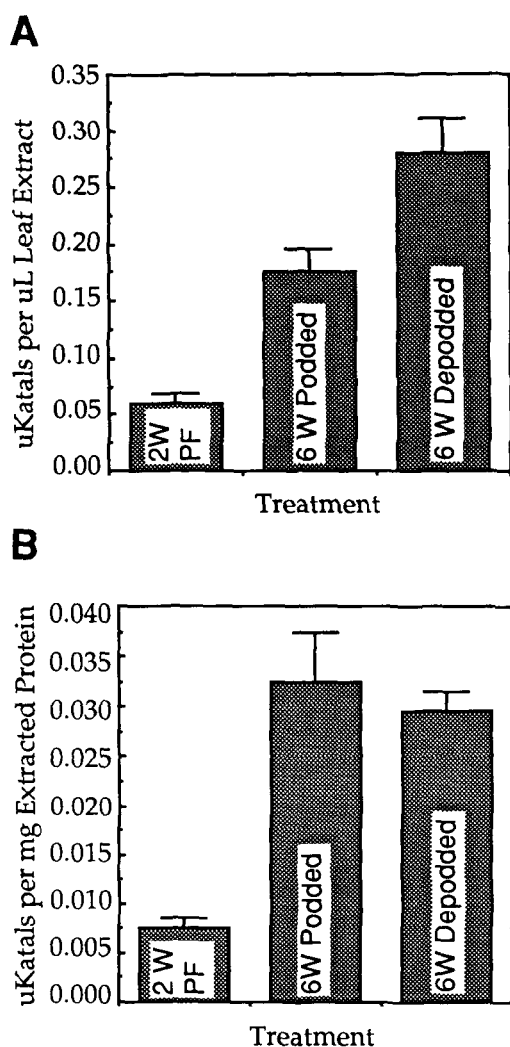 A
uKatals per uL Leaf Extract
0.35
0.30
0.25
0.20
0.15
0.10
0.05
0.00
2W
PF
6 W Podded
6 W Depodded
Treatment
B
uKatals per mg Extracted Protein
0.040
0.035
0.030
0.025
0.020
0.015
0.010
0.005
0.000
2 W
PF
6W Podded
6W Depodded
Treatment